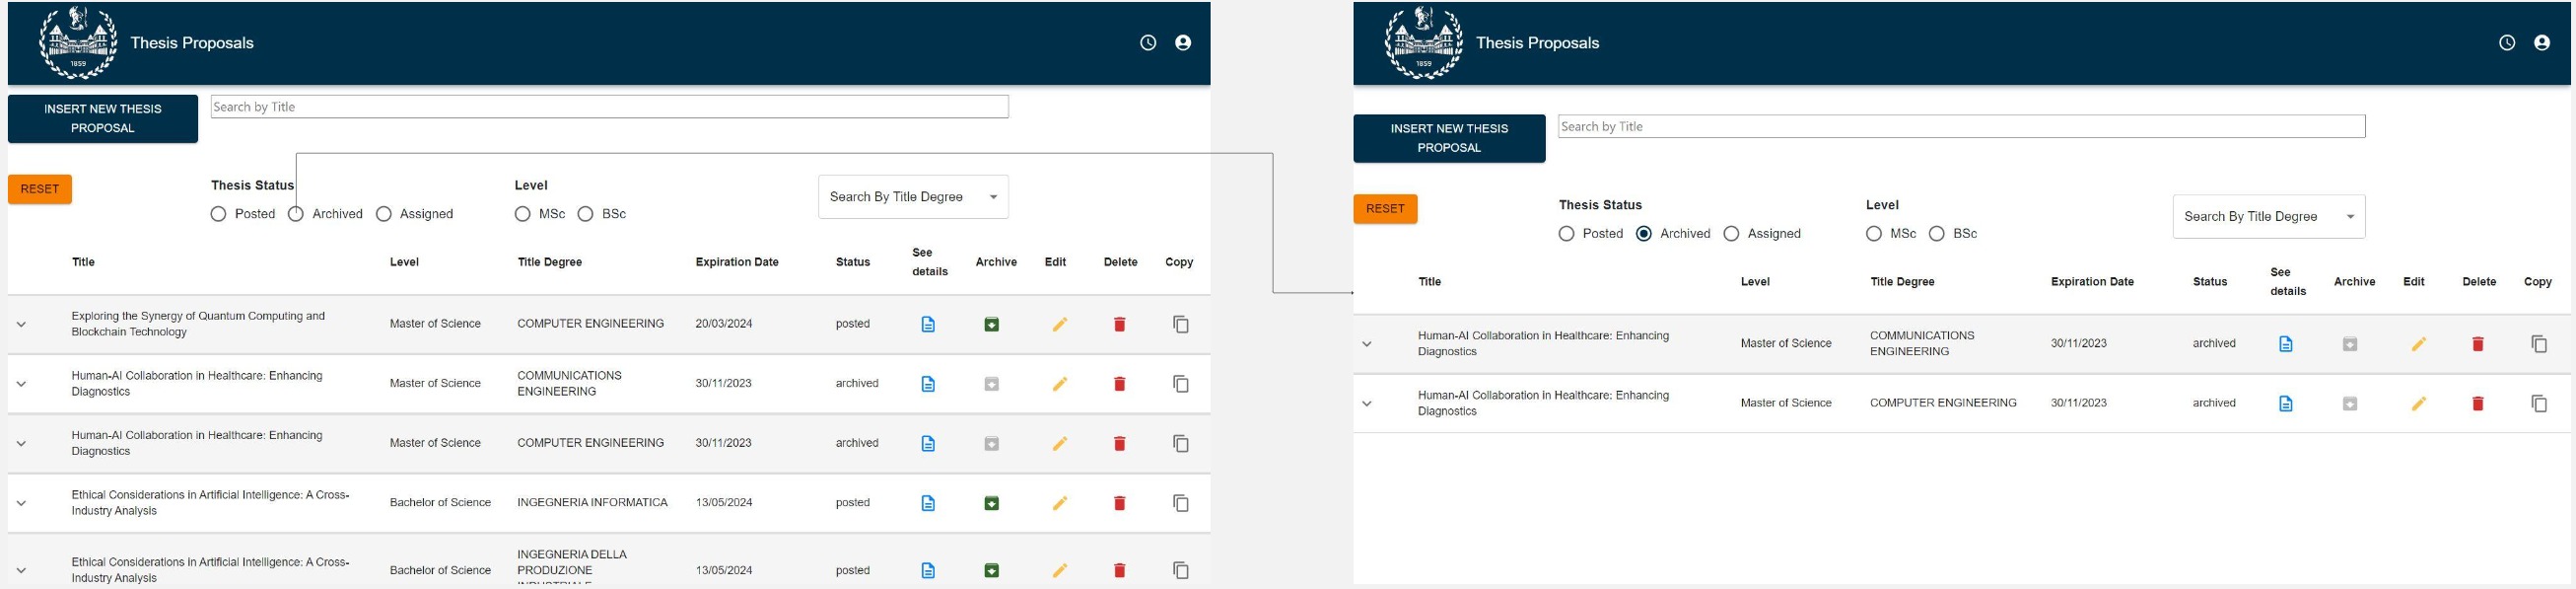 1859
Thesis Proposals
INSERT NEW THESIS
PROPOSAL
Search by Title
RESET
Thesis Status
Posted Archived Assigned
Level
MSc BSc
Search By Title Degree
Title Level Title Degree Expiration Date Status See details Archive Edit Delete Copy
Exploring the Synergy of Quantum Computing and
Blockchain Technology
Master of Science COMPUTER ENGINEERING 20/03/2024 posted
Human-AI Collaboration in Healthcare: Enhancing
Diagnostics
Master of Science COMMUNICATIONS
ENGINEERING
30/11/2023 archived
Human-AI Collaboration in Healthcare: Enhancing
Diagnostics
Master of Science COMPUTER ENGINEERING 30/11/2023 archived
Ethical Considerations in Artificial Intelligence: A Cross-
Industry Analysis
Bachelor of Science INGEGNERIA INFORMATICA 13/05/2024 posted
Ethical Considerations in Artificial Intelligence: A Cross-
Industry Analysis
Bachelor of Science INGEGNERIA DELLA
PRODUZIONE
13/05/2024 posted
1859
Thesis Proposals
INSERT NEW THESIS
PROPOSAL
Search by Title
RESET
Thesis Status
Posted Archived Assigned
Level
MSc BSc
Search By Title Degree
Title Level Title Degree Expiration Date Status See details Archive Edit Delete Copy
Human-AI Collaboration in Healthcare: Enhancing
Diagnostics
Master of Science COMMUNICATIONS
ENGINEERING
30/11/2023 archived
Human-AI Collaboration in Healthcare: Enhancing
Diagnostics
Master of Science COMPUTER ENGINEERING 30/11/2023 archived